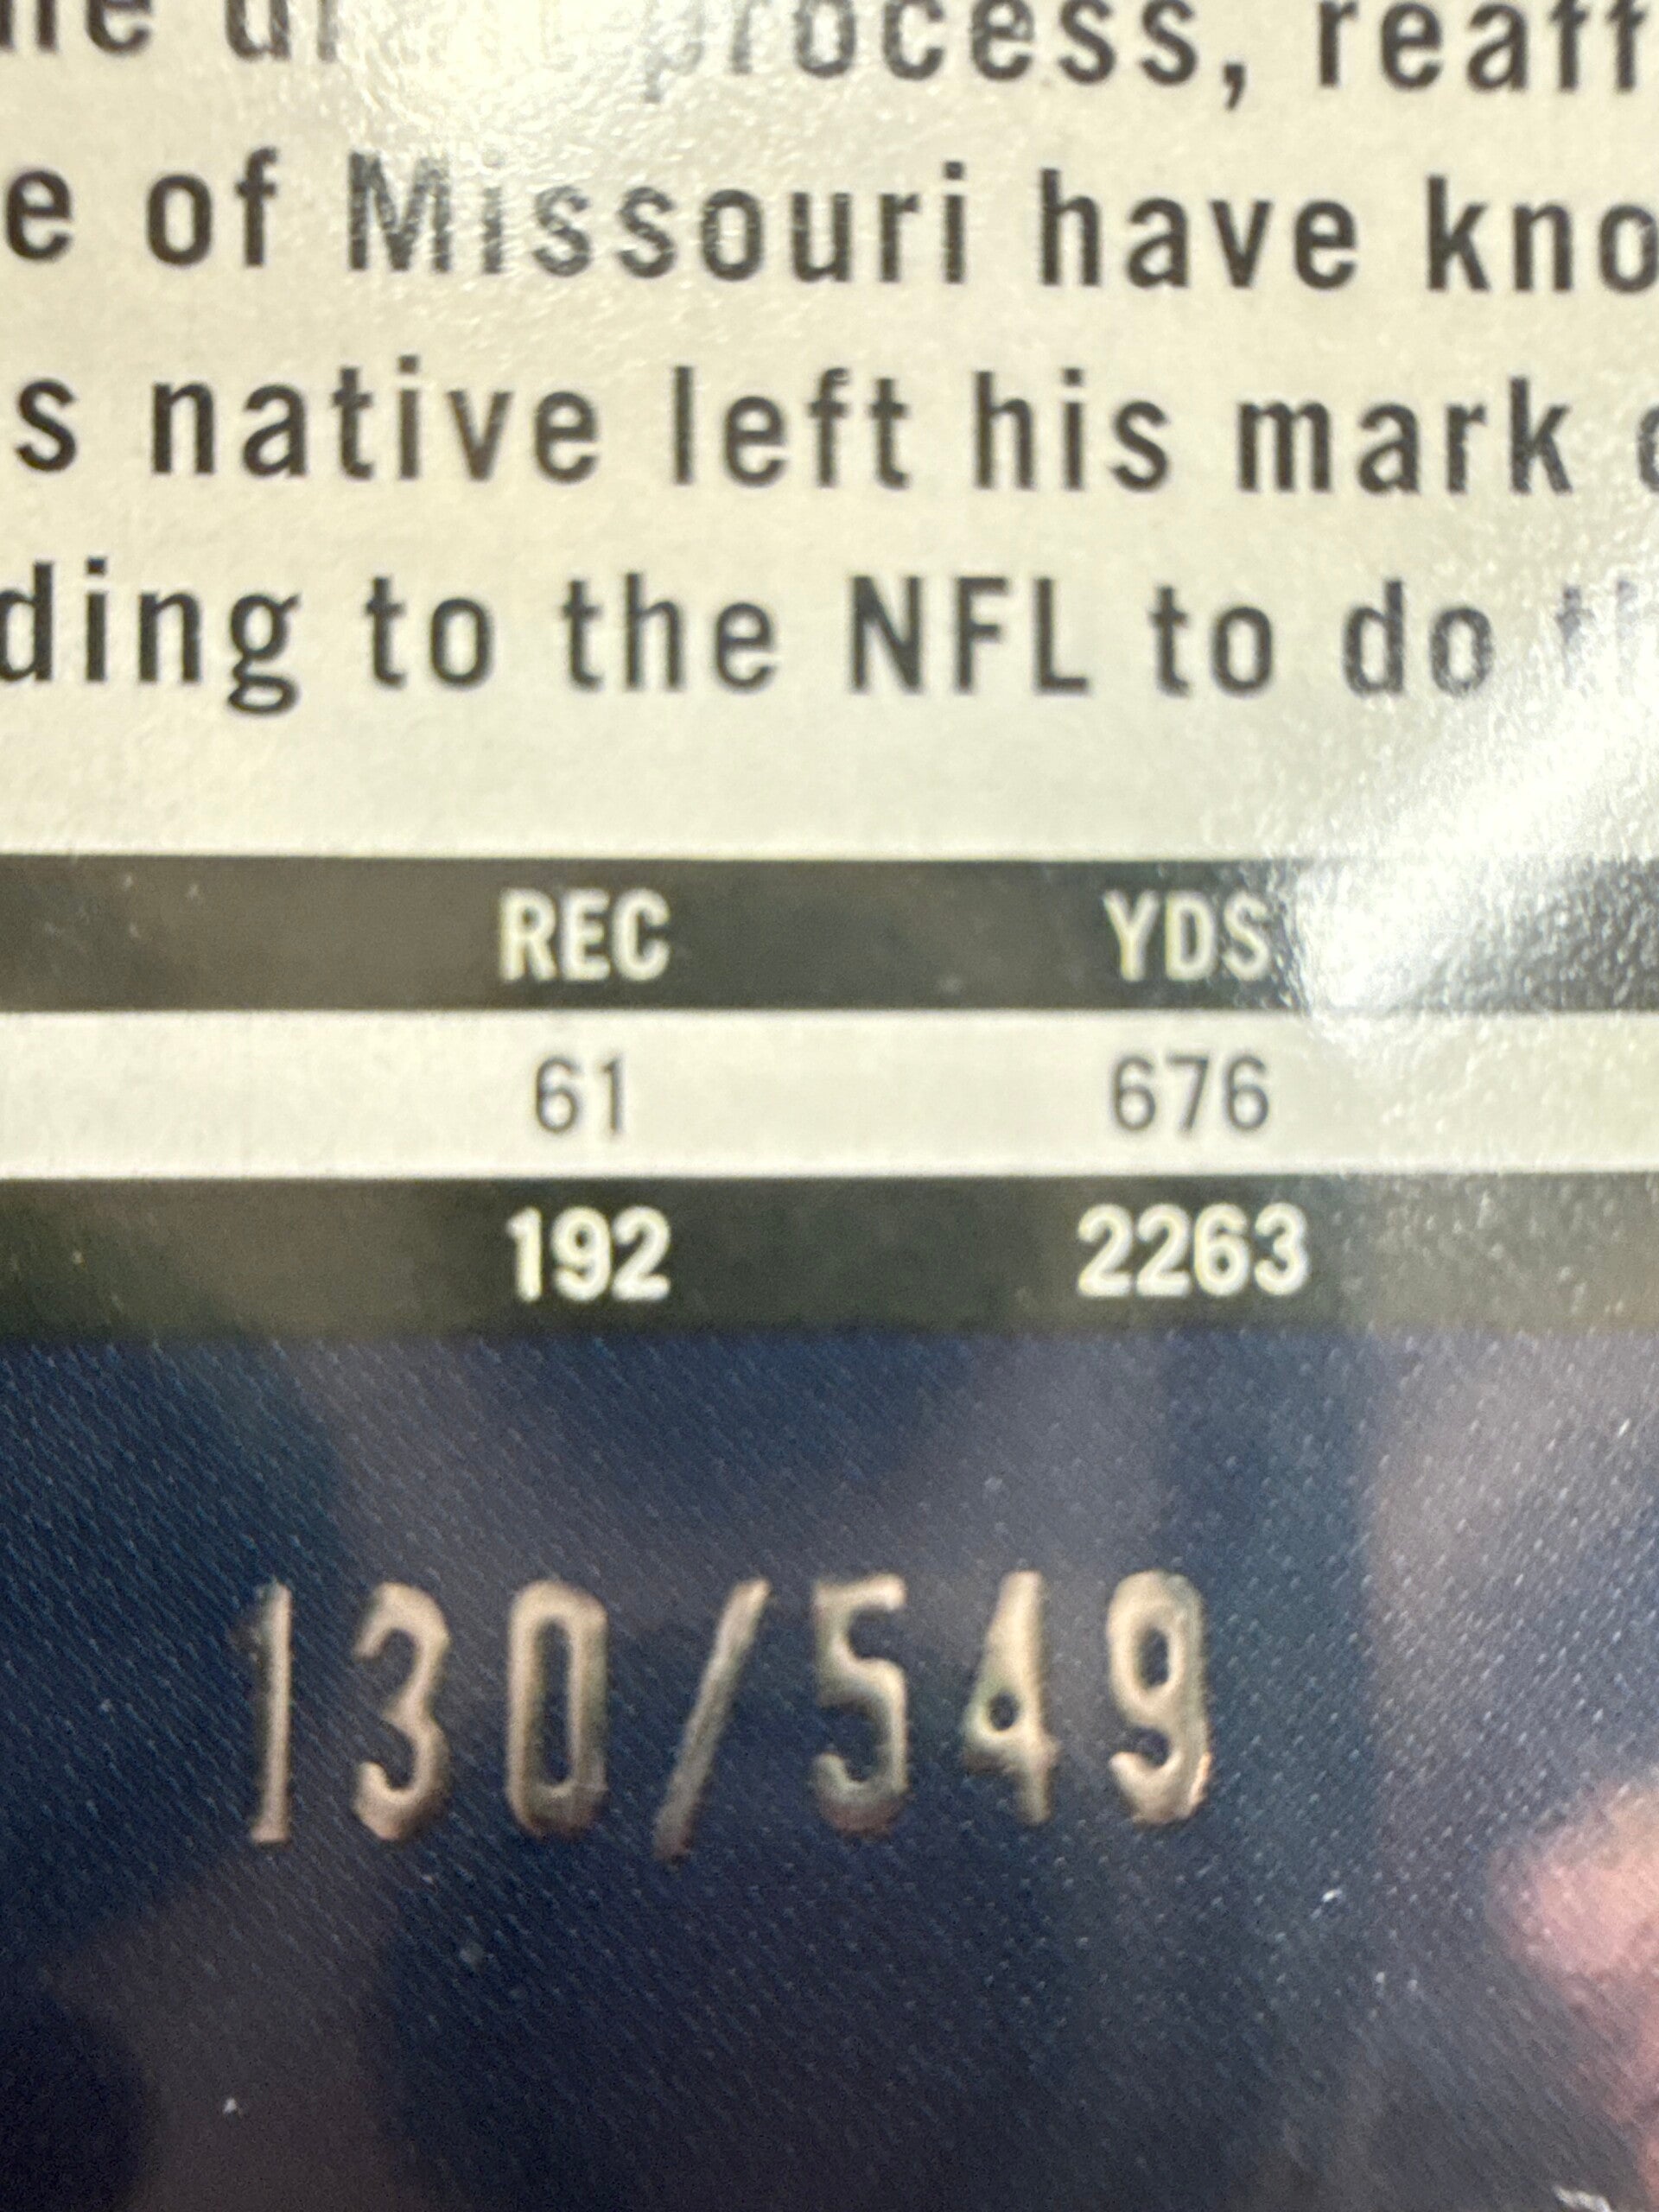 process, reaff
e of Missouri have kno
s native left his mark
ding to the NFL to do
REC YDS
61 676
192 2263
130/549